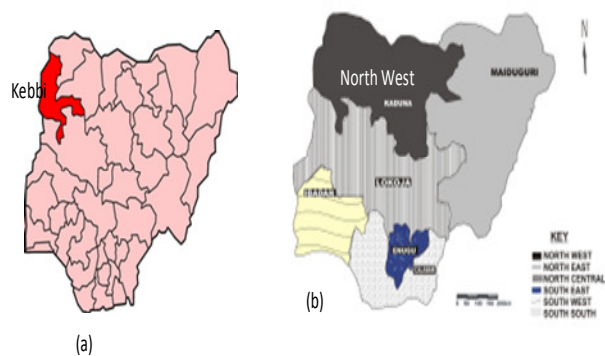 Kebbi
(a)
North West
KADUNA
MAIDUGURI
N
LOKOJA
IBADAN
ENUGU
(b)
KEY
NORTH WEST
NORTH EAST
NORTH CENTRAL
SOUTH EAST
SOUTH WEST
SOUTH SOUTH